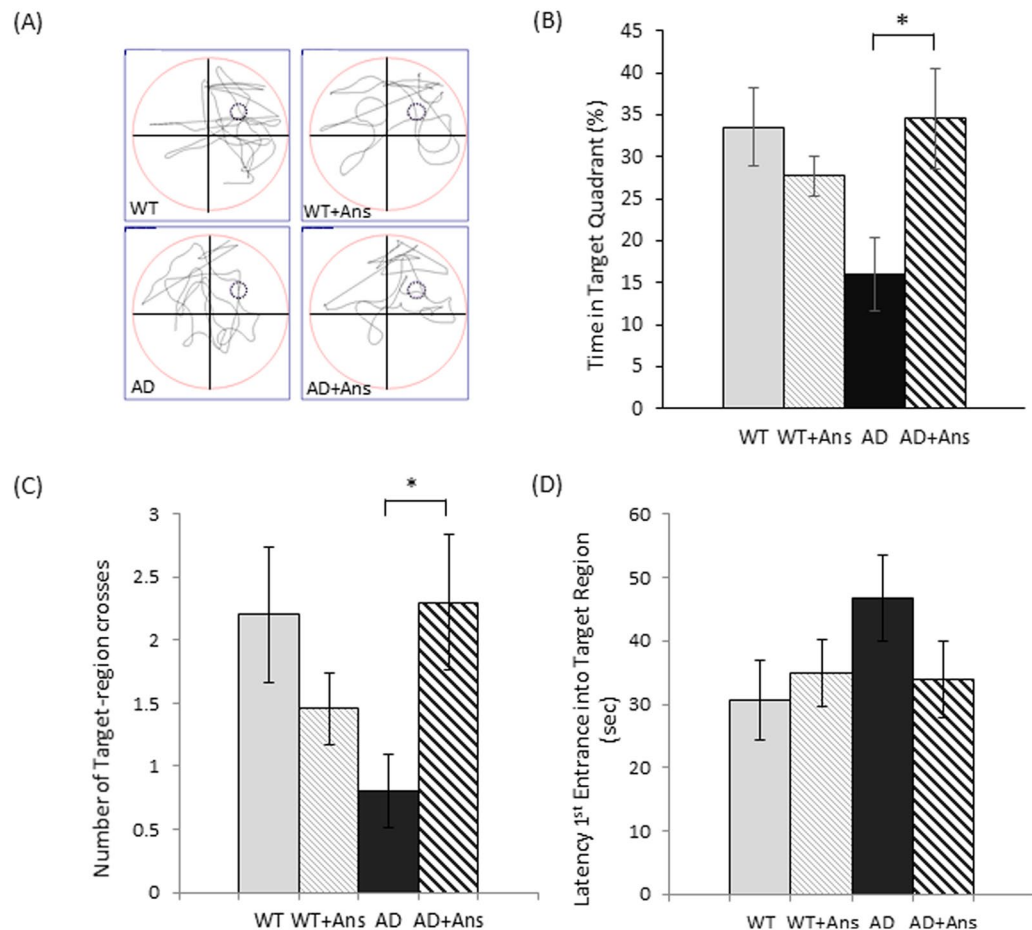 (A)
WT
WT+Ans
AD
AD+Ans
(B)
Time in Target Quadrant (%)
45
40
35
30
25
20
15
10
5
0
*
WT WT+Ans AD AD+Ans
(C)
Number of Target-region crosses
3
2.5
2
1.5
1
0.5
0
*
WT WT+Ans AD AD+Ans
(D)
Latency 1st Entrance into Target Region
(sec)
60
50
40
30
20
10
0
WT WT+Ans AD AD+Ans